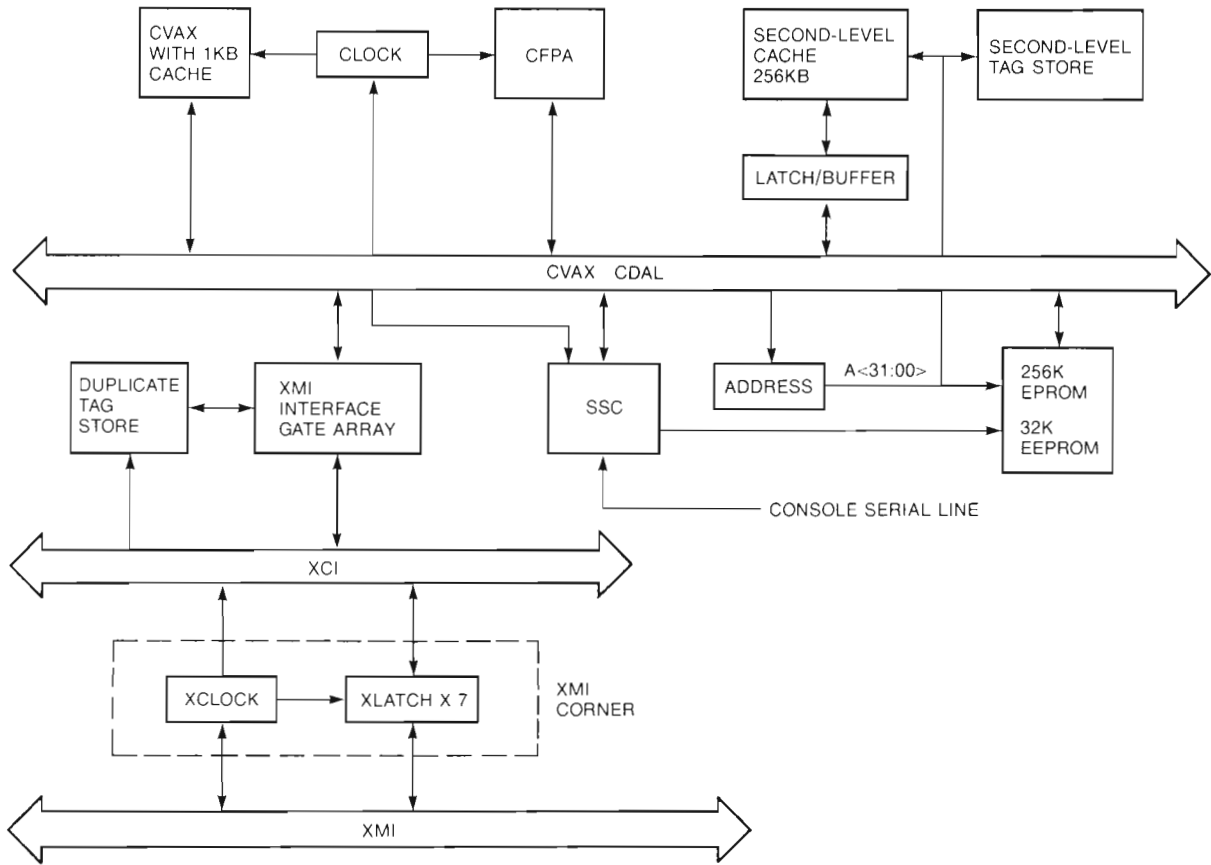 CVAX
WITH 1KB
CACHE
CLOCK
CFPA
SECOND-LEVEL
CACHE
256KB
SECOND-LEVEL
TAG STORE
LATCH/BUFFER
CVAX CDAL
DUPLICATE
TAG
STORE
XMI
INTERFACE
GATE ARRAY
SSC
ADDRESS
A<31:00>
256K
EPROM
32K
EEPROM
CONSOLE SERIAL LINE
XCI
XCLOCK
XLATCH X 7
XMI
CORNER
XMI